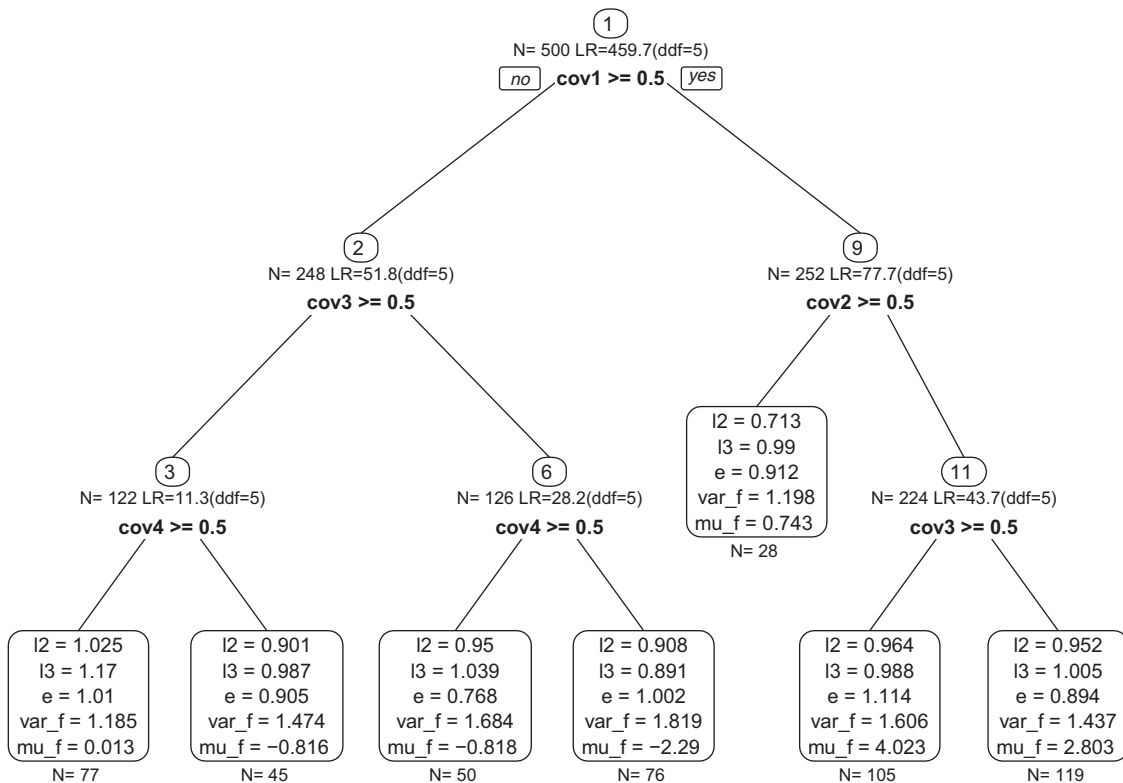 1
N= 500 LR=459.7(ddf=5)
no cov1 >= 0.5 yes
2
N= 248 LR=51.8(ddf=5)
cov3 >= 0.5
9
N= 252 LR=77.7(ddf=5)
cov2 >= 0.5
l2 = 0.713
l3 = 0.99
e = 0.912
var_f = 1.198
mu_f = 0.743
N= 28
3
N= 122 LR=11.3(ddf=5)
cov4 >= 0.5
6
N= 126 LR=28.2(ddf=5)
cov4 >= 0.5
11
N= 224 LR=43.7(ddf=5)
cov3 >= 0.5
l2 = 1.025
l3 = 1.17
e = 1.01
var_f = 1.185
mu_f = 0.013
N= 77
l2 = 0.901
l3 = 0.987
e = 0.905
var_f = 1.474
mu_f = −0.816
N= 45
l2 = 0.95
l3 = 1.039
e = 0.768
var_f = 1.684
mu_f = −0.818
N= 50
l2 = 0.908
l3 = 0.891
e = 1.002
var_f = 1.819
mu_f = −2.29
N= 76
l2 = 0.964
l3 = 0.988
e = 1.114
var_f = 1.606
mu_f = 4.023
N= 105
l2 = 0.952
l3 = 1.005
e = 0.894
var_f = 1.437
mu_f = 2.803
N= 119